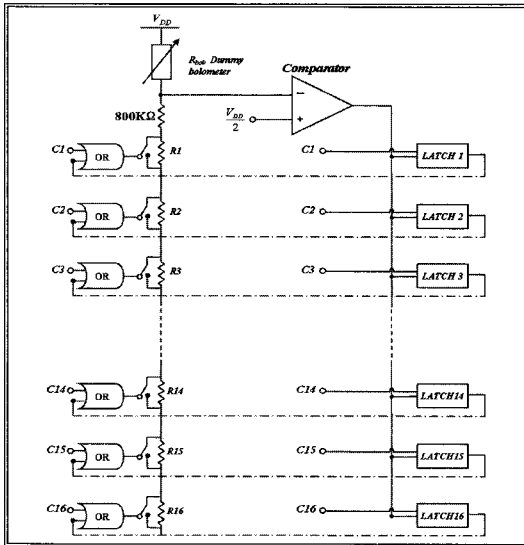 V_DD
R_bolo Dummy
bolometer
Comparator
800KΩ
−
V_DD/2
+
C1
OR
R1
C1
LATCH 1
C2
OR
R2
C2
LATCH 2
C3
OR
R3
C3
LATCH 3
C14
OR
R14
C14
LATCH14
C15
OR
R15
C15
LATCH15
C16
OR
R16
C16
LATCH16